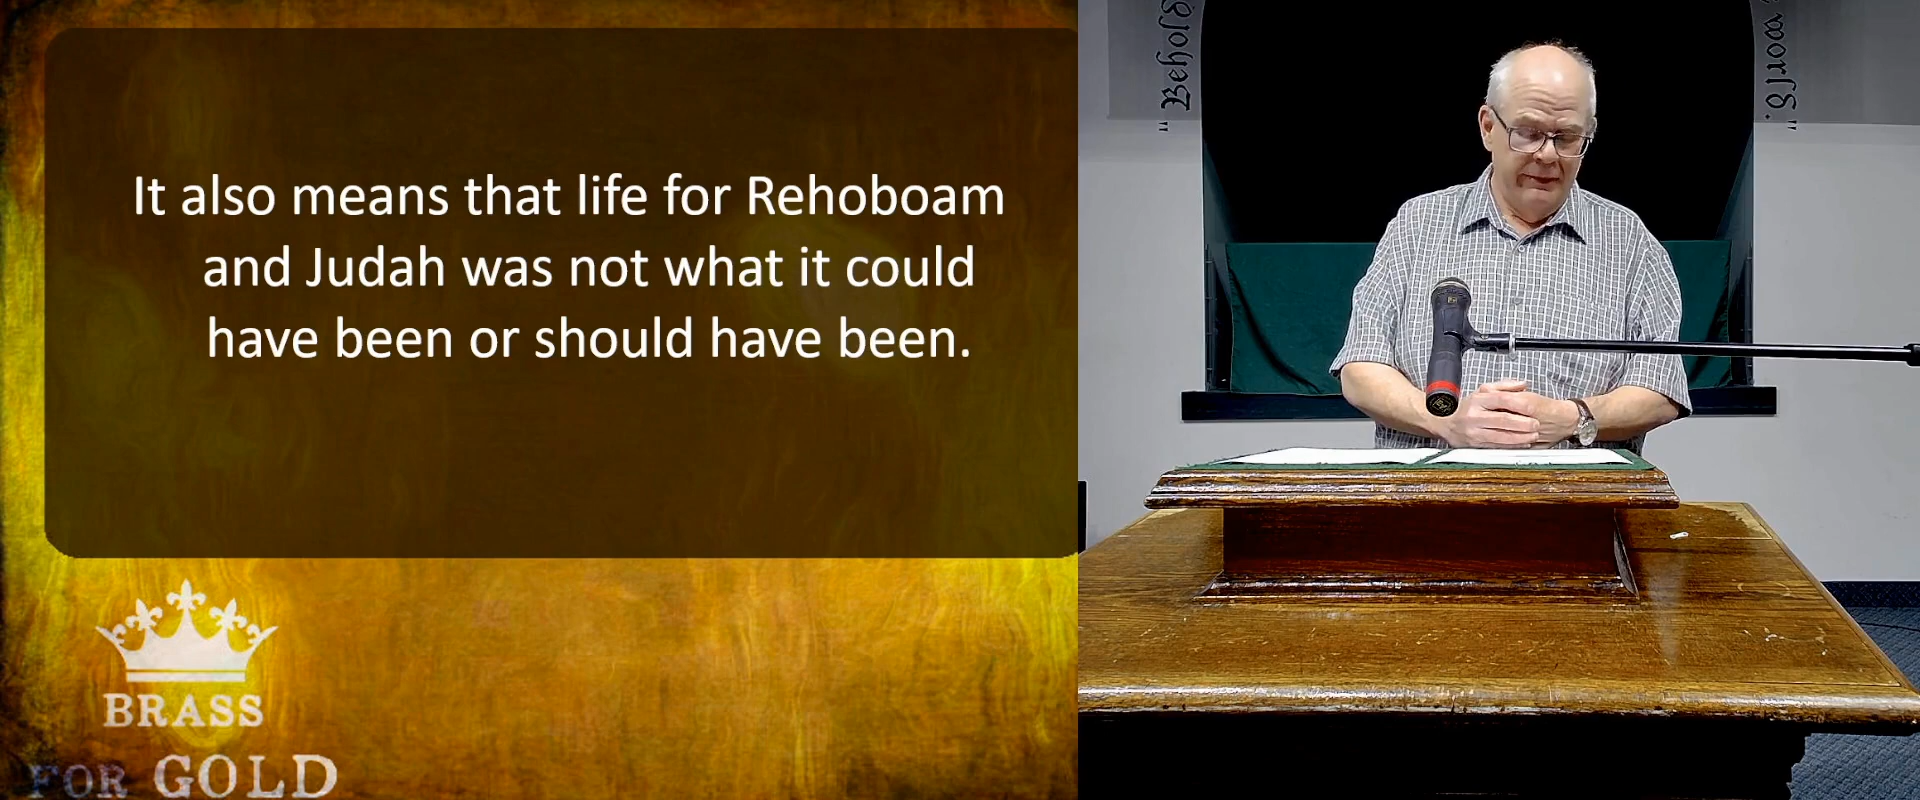 It also means that life for Rehoboam
and Judah was not what it could
have been or should have been.
BRASS
FOR GOLD
"Behold
world."